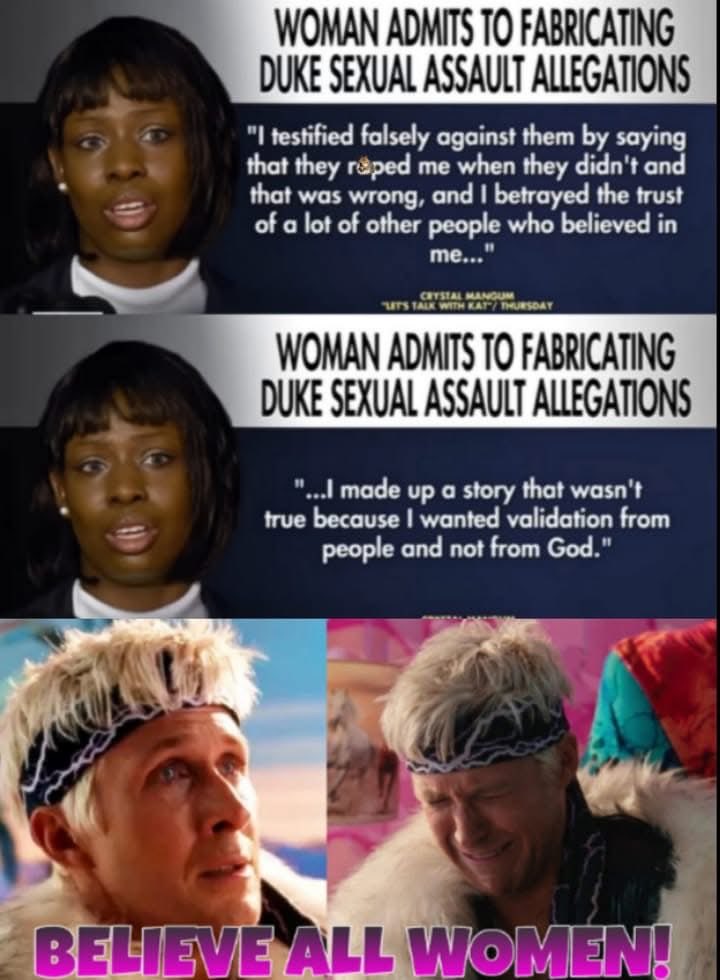 WOMAN ADMITS TO FABRICATING
DUKE SEXUAL ASSAULT ALLEGATIONS
"I testified falsely against them by saying
that they r ped me when they didn't and
that was wrong, and I betrayed the trust
of a lot of other people who believed in
me..."
CRYSTAL MANGUM
"LET'S TALK WITH KAT"/ THURSDAY
WOMAN ADMITS TO FABRICATING
DUKE SEXUAL ASSAULT ALLEGATIONS
"...I made up a story that wasn't
true because I wanted validation from
people and not from God."
BELIEVE ALL WOMEN!